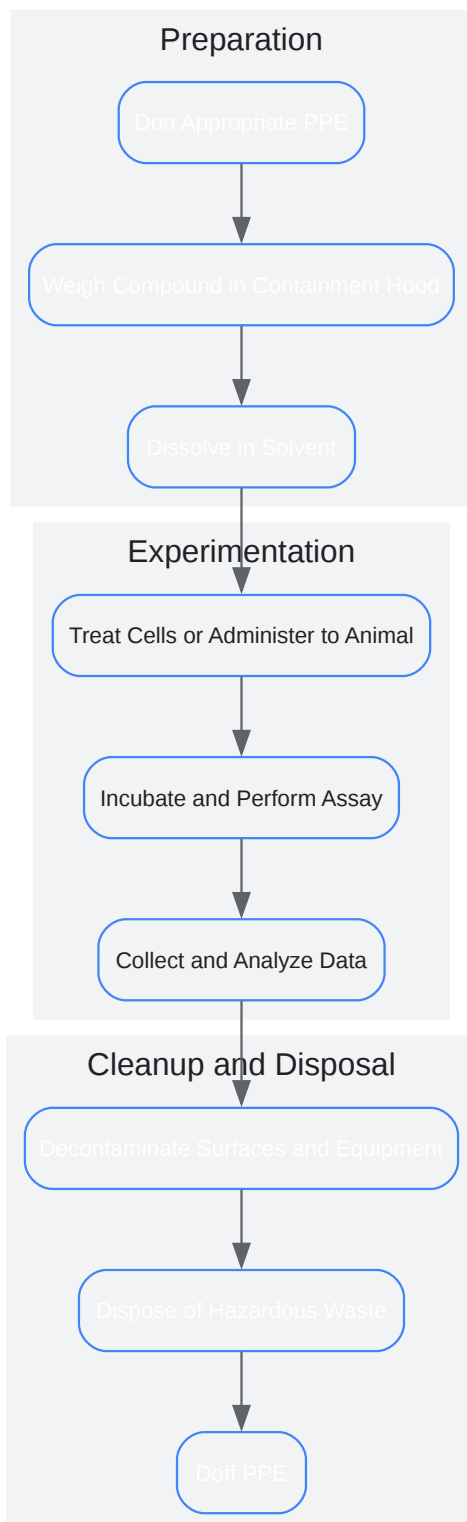 Preparation
Don Appropriate PPE
Weigh Compound in Containment Hood
Dissolve in Solvent
Experimentation
Treat Cells or Administer to Animal
Incubate and Perform Assay
Collect and Analyze Data
Cleanup and Disposal
Decontaminate Surfaces and Equipment
Dispose of Hazardous Waste
Doff PPE